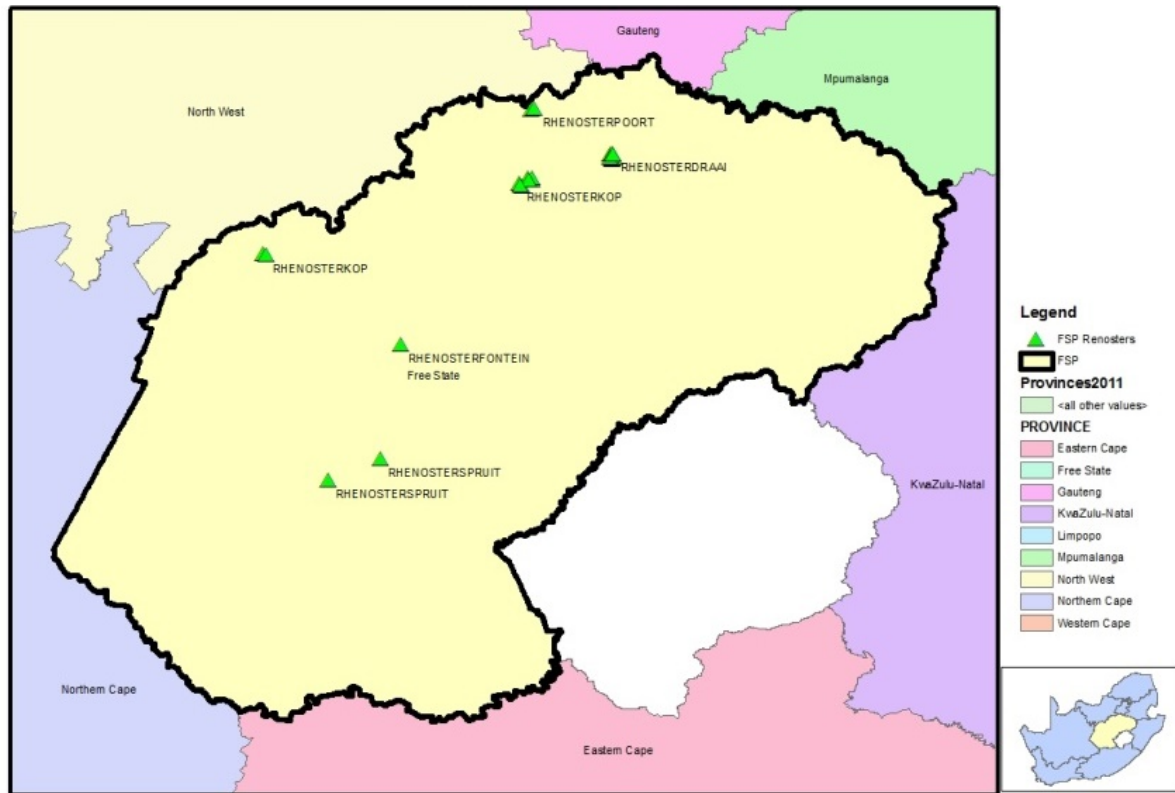 Gauteng
Mpumalanga
North West
RHENOSTERPOORT
RHENOSTERDRAAI
RHENOSTERKOP
RHENOSTERKOP
RHENOSTERFONTEIN
Free State
RHENOSTERSPRUIT
RHENOSTERSPRUIT
KwaZulu-Natal
Northern Cape
Eastern Cape
Legend
FSP Renosters
FSP
Provinces2011
<all other values>
PROVINCE
Eastern Cape
Free State
Gauteng
KwaZulu-Natal
Limpopo
Mpumalanga
North West
Northern Cape
Western Cape